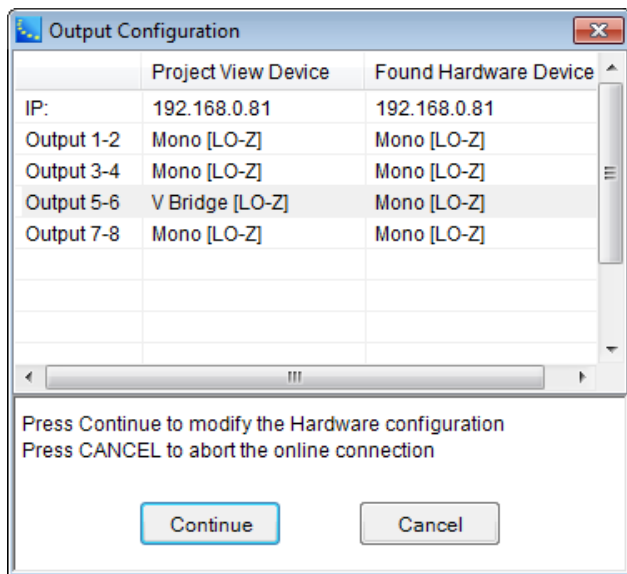 Output Configuration
Project View Device Found Hardware Device
IP: 192.168.0.81 192.168.0.81
Output 1-2 Mono [LO-Z] Mono [LO-Z]
Output 3-4 Mono [LO-Z] Mono [LO-Z]
Output 5-6 V Bridge [LO-Z] Mono [LO-Z]
Output 7-8 Mono [LO-Z] Mono [LO-Z]
Press Continue to modify the Hardware configuration
Press CANCEL to abort the online connection
Continue Cancel